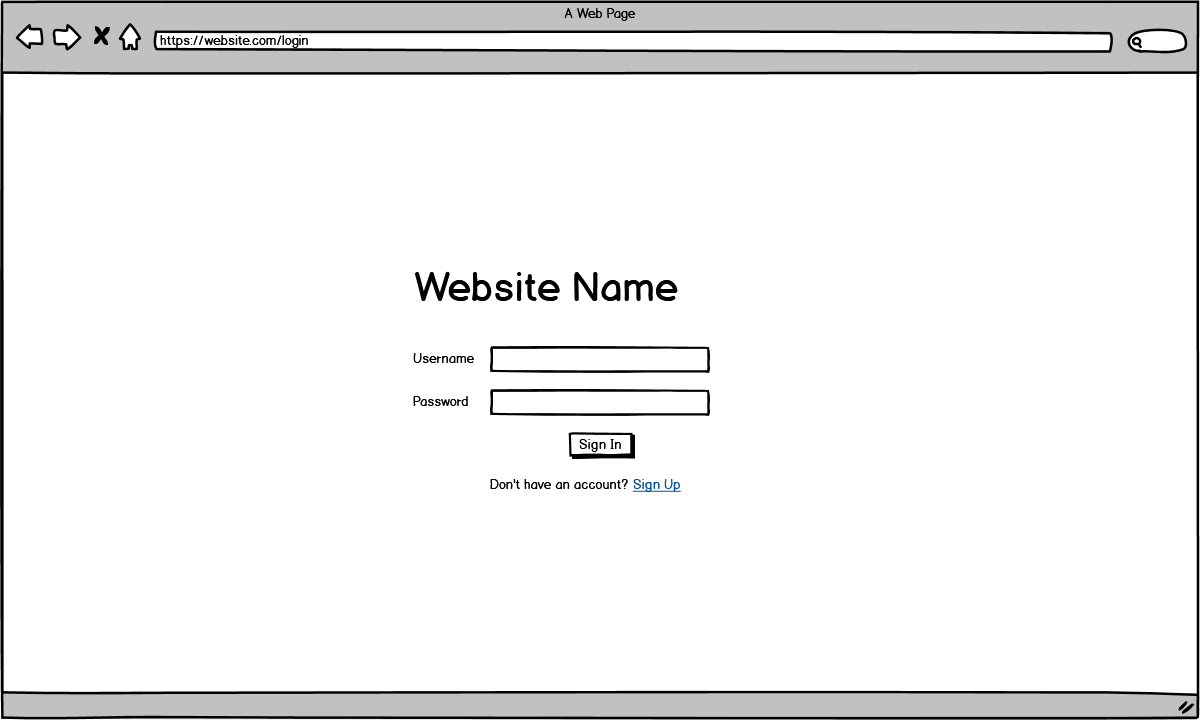 A Web Page
https://website.com/login
Website Name
Username
Password
Sign In
Don't have an account? Sign Up